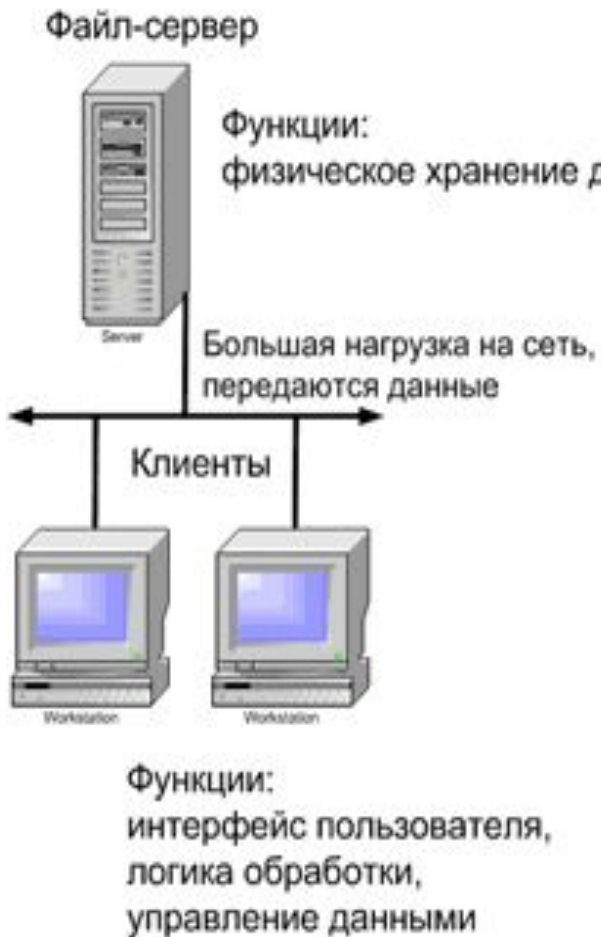 Файл-сервер
Функции:
физическое хранение д
Server
Большая нагрузка на сеть,
передаются данные
Клиенты
Workstation
Workstation
Функции:
интерфейс пользователя,
логика обработки,
управление данными